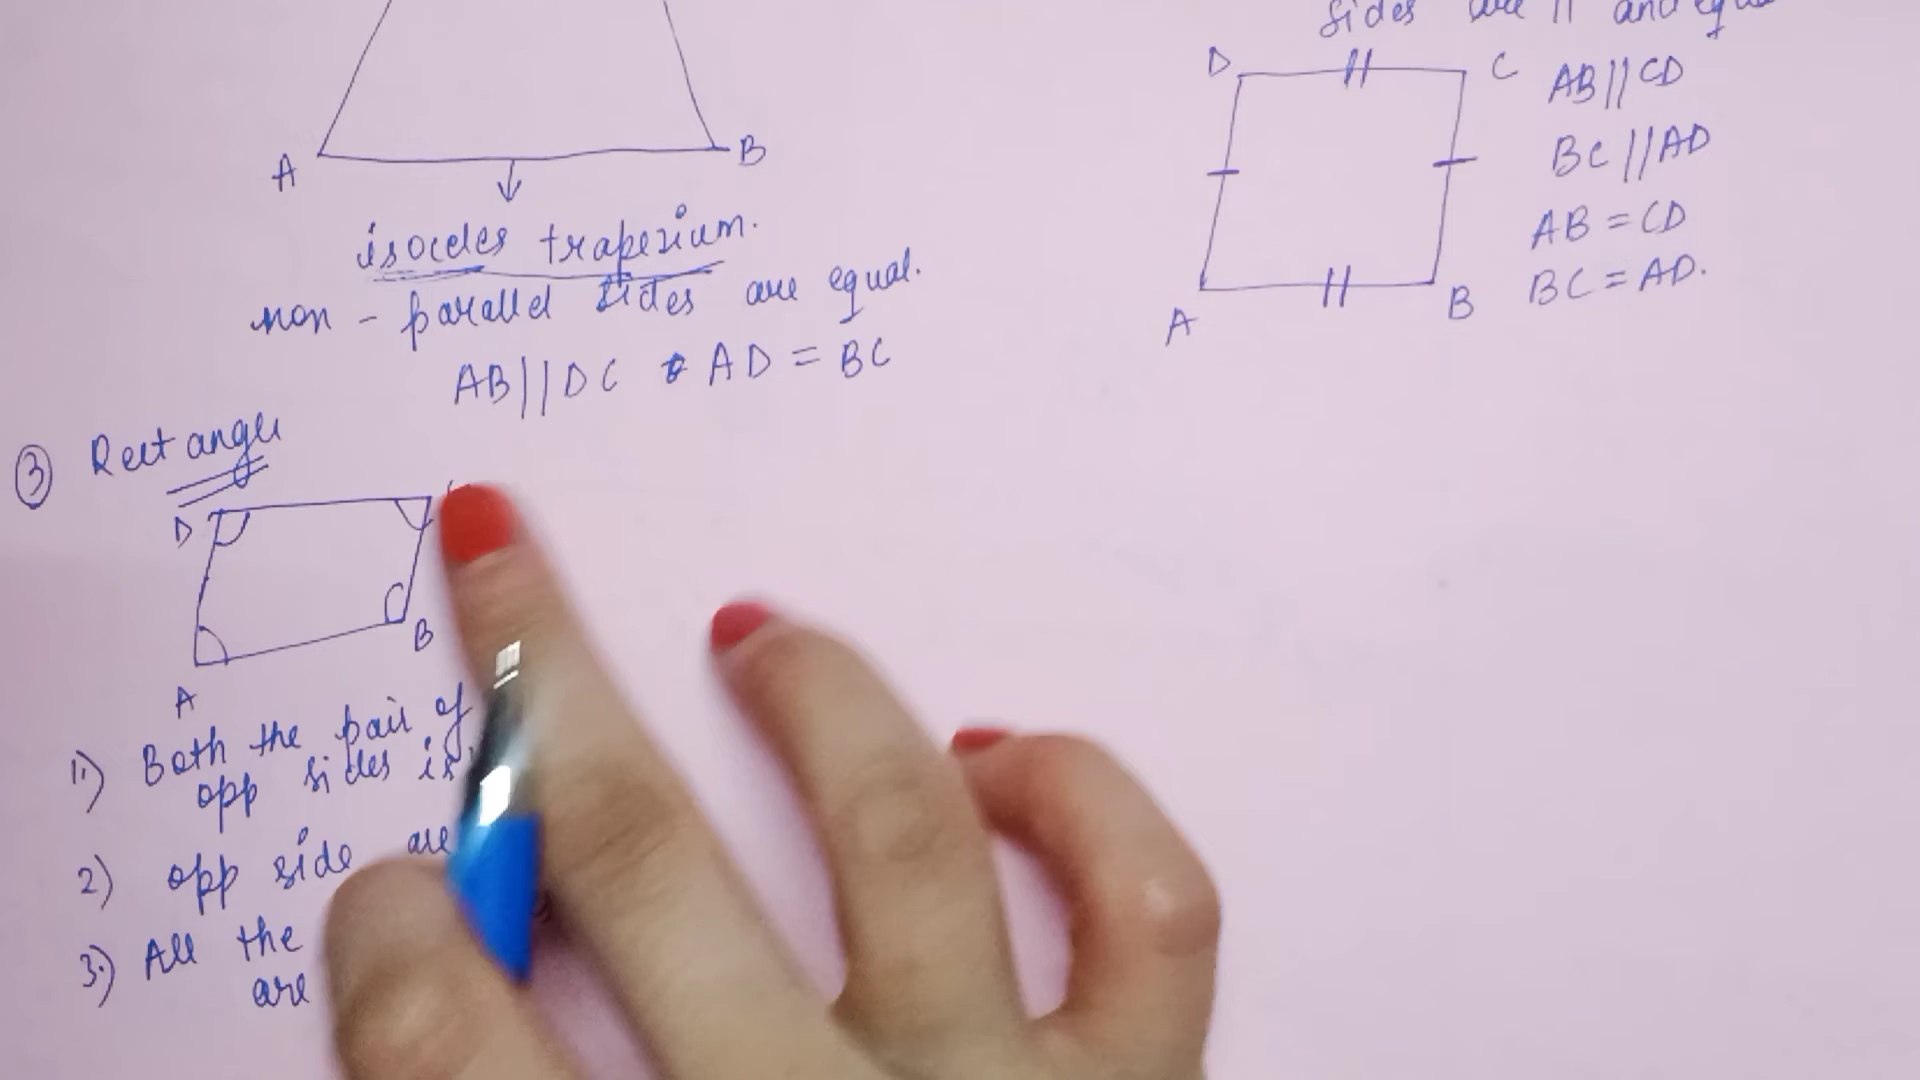 A
B
isoceles trapezium.
non - parallel sides are equal.
AB||DC AD = BC
sides are || and
D
C
AB||CD
BC||AD
AB = CD
BC = AD.
A
B
③ Rectangle
D
B
A
1) Both the pair of
opp sides is
2) opp side are
3.) All the
are